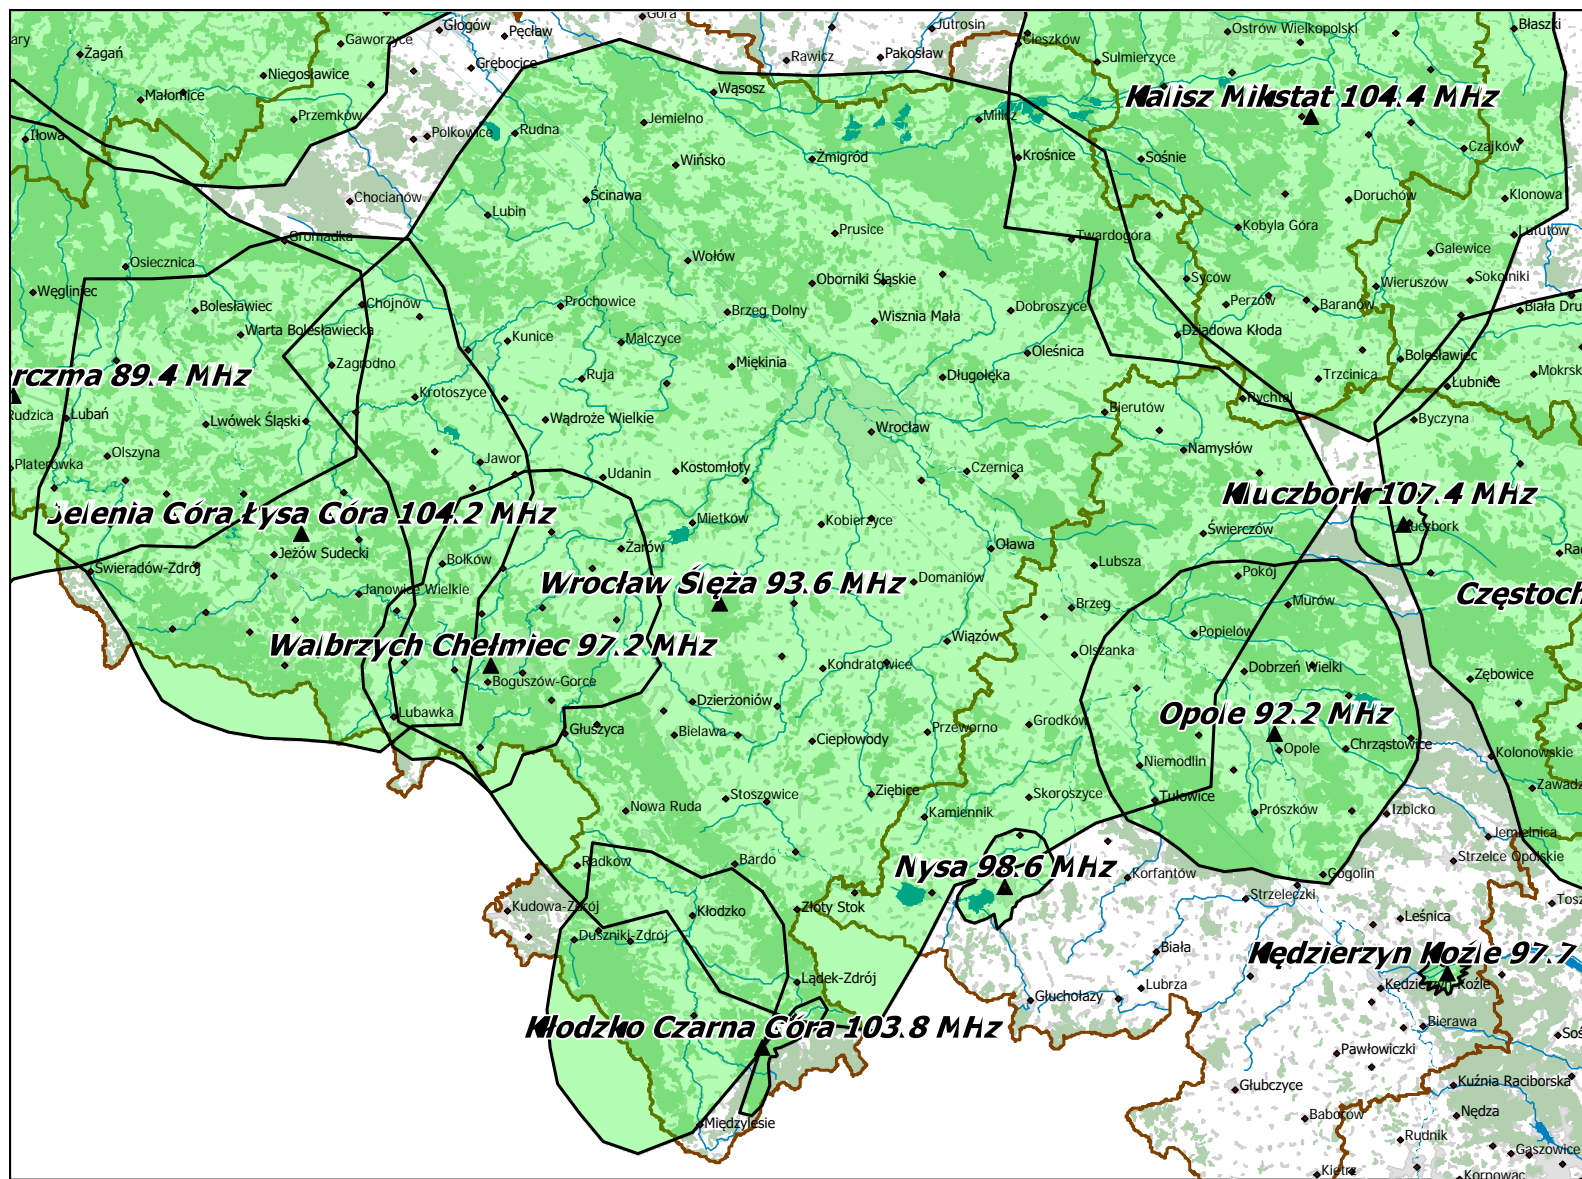 Głogów
Pęcław
Góra
Jutrosin
Błaszki
Gaworzyce
Cieszków
Ostrów Wielkopolski
ary
Żagań
Grębocice
Rawicz
Pakosław
Sulmierzyce
Niegosławice
Małomice
Wąsosz
Kalisz Mikstat 104.4 MHz
Przemków
Jemielno
Milicz
Iłowa
Polkowice
Rudna
Czajków
Wińsko
Żmigród
Krośnice
Sośnie
Chocianów
Ścinawa
Doruchów
Klonowa
Lubin
Prusice
Kobyla Góra
Gromadka
Twardogóra
Lututów
Osiecznica
Wołów
Galewice
Węgliniec
Oborniki Śląskie
Syców
Wieruszów
Sokolniki
Bolesławiec
Chojnów
Prochowice
Brzeg Dolny
Wisznia Mała
Dobroszyce
Perzów
Baranów
Biała Dru
Warta Bolesławiecka
Kunice
Malczyce
Dziadowa Kłoda
Zagrodno
Miękinia
Oleśnica
Bolesławiec
arczma 89.4 MHz
Ruja
Długołęka
Trzcinica
Łubnice
Mokrsk
Krotoszyce
Rychtal
Rudzica
Lubań
Lwówek Śląski
Wądroże Wielkie
Wrocław
Bierutów
Byczyna
Platerówka
Olszyna
Jawor
Udanin
Kostomłoty
Czernica
Namysłów
Kluczbork 107.4 MHz
Jelenia Góra Łysa Góra 104.2 MHz
Mietków
Kobierzyce
Świerczów
uczbork
Jeżów Sudecki
Bolków
Żarów
Oława
Rad
Świeradów-Zdrój
Janowice Wielkie
Wrocław Ślęża 93.6 MHz
Domaniów
Lubsza
Pokój
Częstoch
Brzeg
Murów
Wałbrzych Chełmiec 97.2 MHz
Wiązów
Popielów
Boguszów-Gorce
Kondratowice
Olszanka
Dobrzeń Wielki
Zębowice
Lubawka
Dzierżoniów
Opole 92.2 MHz
Głuszyca
Bielawa
Ciepłowody
Przeworno
Grodków
Opole
Chrząstowice
Kolonowskie
Niemodlin
Nowa Ruda
Stoszowice
Ziębice
Skoroszyce
Tułowice
Zawadz
Kamiennik
Prószków
Izbicko
Jemielnica
Radków
Bardo
Nysa 98.6 MHz
Korfantów
Gogolin
Strzelce Opolskie
Strzeleczki
Kudowa-Zdrój
Kłodzko
Złoty Stok
Leśnica
Tosz
Duszniki-Zdrój
Biała
Kędzierzyn Koźle 97.7
Lądek-Zdrój
Głuchołazy
Lubrza
Kędzierzyn Koźle
Kłodzko Czarna Góra 103.8 MHz
Bierawa
Soś
Pawłowiczki
Głubczyce
Kuźnia Raciborska
Międzylesie
Baborów
Nędza
Rudnik
Gaszowice
Kietrz
Kornowac